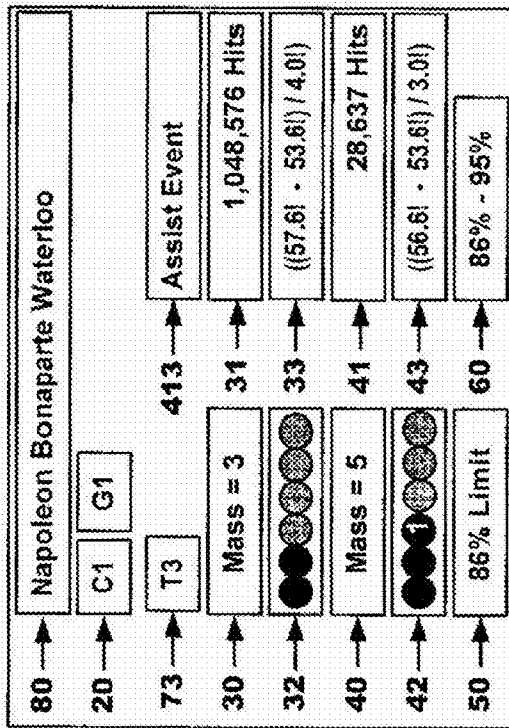 80 Napoleon Bonaparte Waterloo
20 C1 G1
73 T3 413 Assist Event
30 Mass = 3 31 1,048,576 Hits
32 33 ((57.6! - 53.6!) / 4.0!)
40 Mass = 5 41 28,637 Hits
42 1 43 ((56.6! - 53.6!) / 3.0!)
50 86% Limit 60 86% - 95%